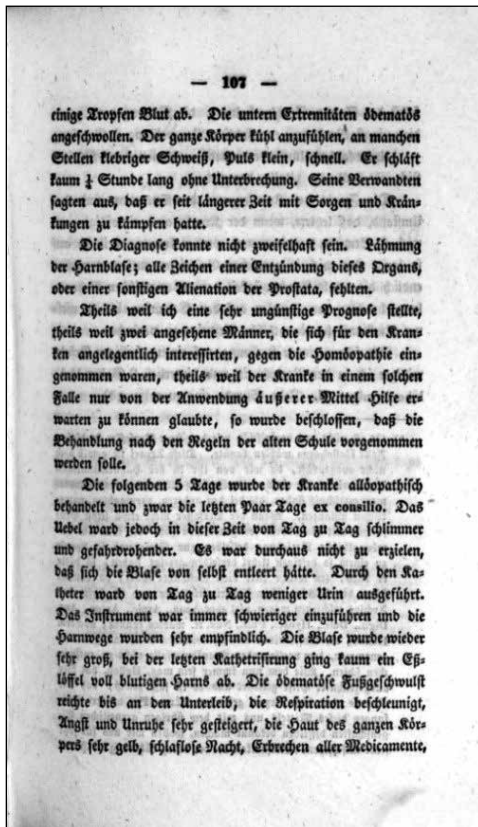 — 107 —
einige Tropfen Blut ab. Die untern Extremitäten ödematös
angeschwollen. Der ganze Körper kühl anzufühlen, an manchen
Stellen klebriger Schweiß, Puls klein, schnell. Er schläft
kaum ¼ Stunde lang ohne Unterbrechung. Seine Verwandten
sagten aus, daß er seit längerer Zeit mit Sorgen und Krän-
kungen zu kämpfen hatte.
Die Diagnose konnte nicht zweifelhaft sein. Lähmung
der Harnblase; alle Zeichen einer Entzündung dieses Organs,
oder einer sonstigen Alienation der Prostata, fehlten.
Theils weil ich eine sehr ungünstige Prognose stellte,
theils weil zwei angesehene Männer, die sich für den Kran-
ken angelegentlich interessirten, gegen die Homöopathie ein-
genommen waren, theils weil der Kranke in einem solchen
Falle nur von der Anwendung äußerer Mittel Hilfe er-
warten zu können glaubte, so wurde beschlossen, daß die
Behandlung nach den Regeln der alten Schule vorgenommen
werden solle.
Die folgenden 5 Tage wurde der Kranke allöopathisch
behandelt und zwar die letzten Paar Tage ex consilio. Das
Uebel ward jedoch in dieser Zeit von Tag zu Tag schlimmer
und gefahrdrohender. Es war durchaus nicht zu erzielen,
daß sich die Blase von selbst entleert hätte. Durch den Ka-
theter ward von Tag zu Tag weniger Urin ausgeführt.
Das Instrument war immer schwieriger einzuführen und die
Harnwege wurden sehr empfindlich. Die Blase wurde wieder
sehr groß, bei der letzten Kathetrisirung ging kaum ein Eß-
löffel voll blutigen Harns ab. Die ödematöse Fußgeschwulst
reichte bis an den Unterleib, die Respiration beschleunigt,
Angst und Unruhe sehr gesteigert, die Haut des ganzen Kör-
pers sehr gelb, schlaflose Nacht, Erbrechen aller Medicamente,